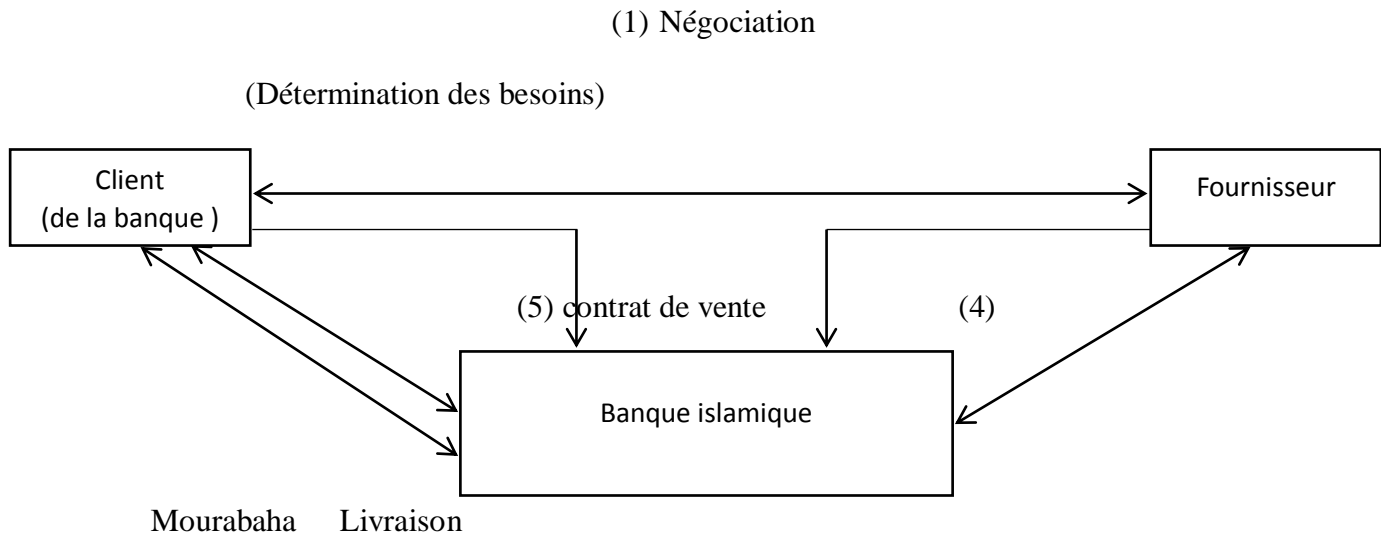 (1) Négociation
(Détermination des besoins)
Client
(de la banque )
Fournisseur
(5) contrat de vente (4)
Banque islamique
Mourabaha Livraison